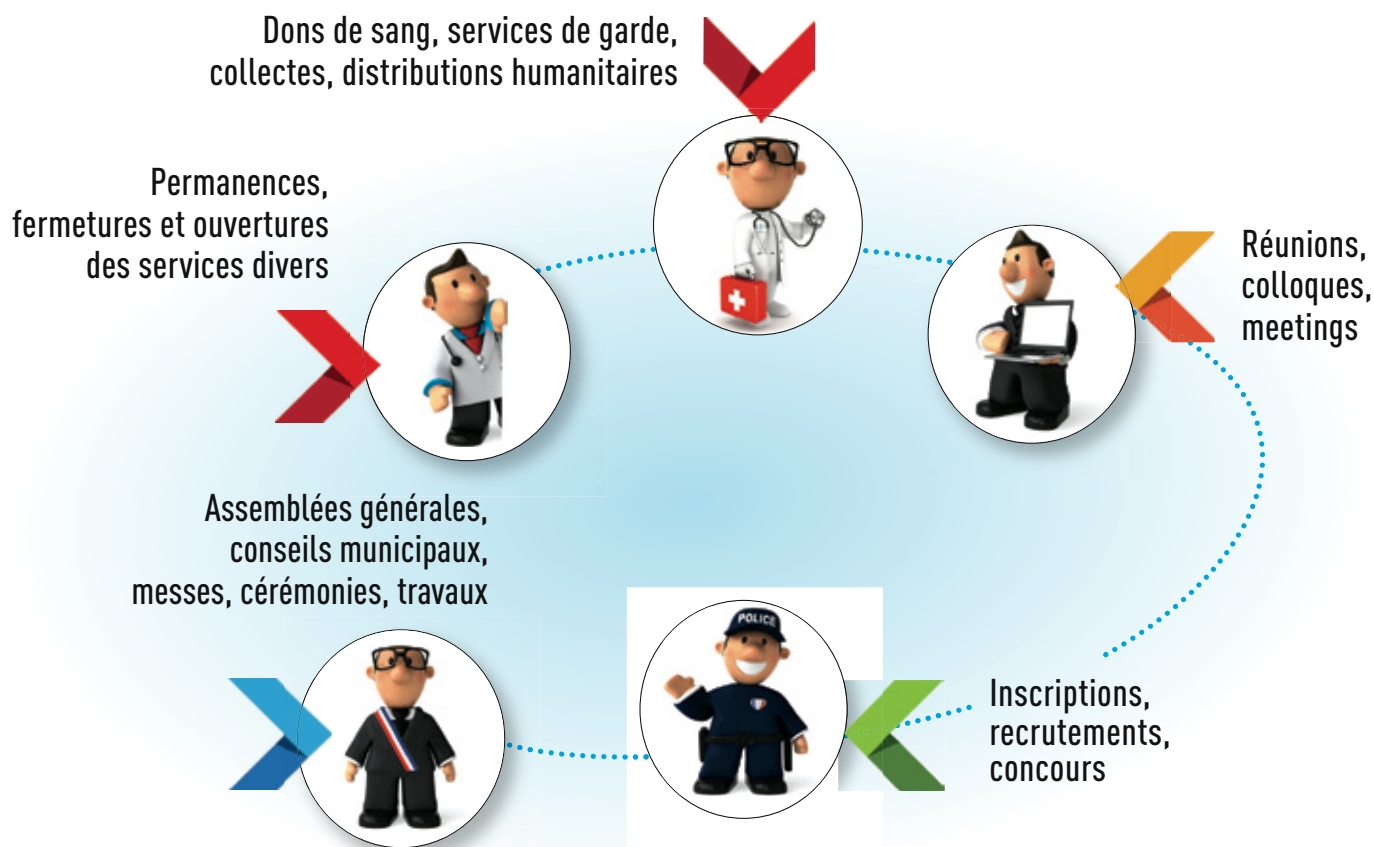 Dons de sang, services de garde,
collectes, distributions humanitaires
Permanences,
fermetures et ouvertures
des services divers
Réunions,
colloques,
meetings
Assemblées générales,
conseils municipaux,
messes, cérémonies, travaux
POLICE
Inscriptions,
recrutements,
concours